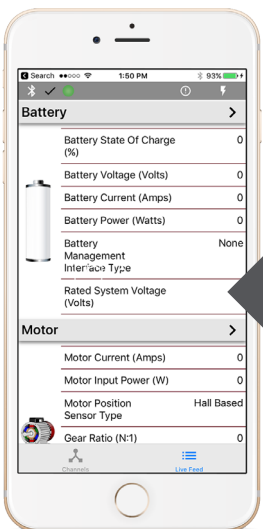 Search 1:50 PM 93%
Battery >
Battery State Of Charge 0
(%)
Battery Voltage (Volts) 0
Battery Current (Amps) 0
Battery Power (Watts) 0
Battery None
Management
Interface Type
Rated System Voltage
(Volts)
Motor >
Motor Current (Amps) 0
Motor Input Power (W) 0
Motor Position Hall Based
Sensor Type
Gear Ratio (N:1) 0
Channels Live Feed